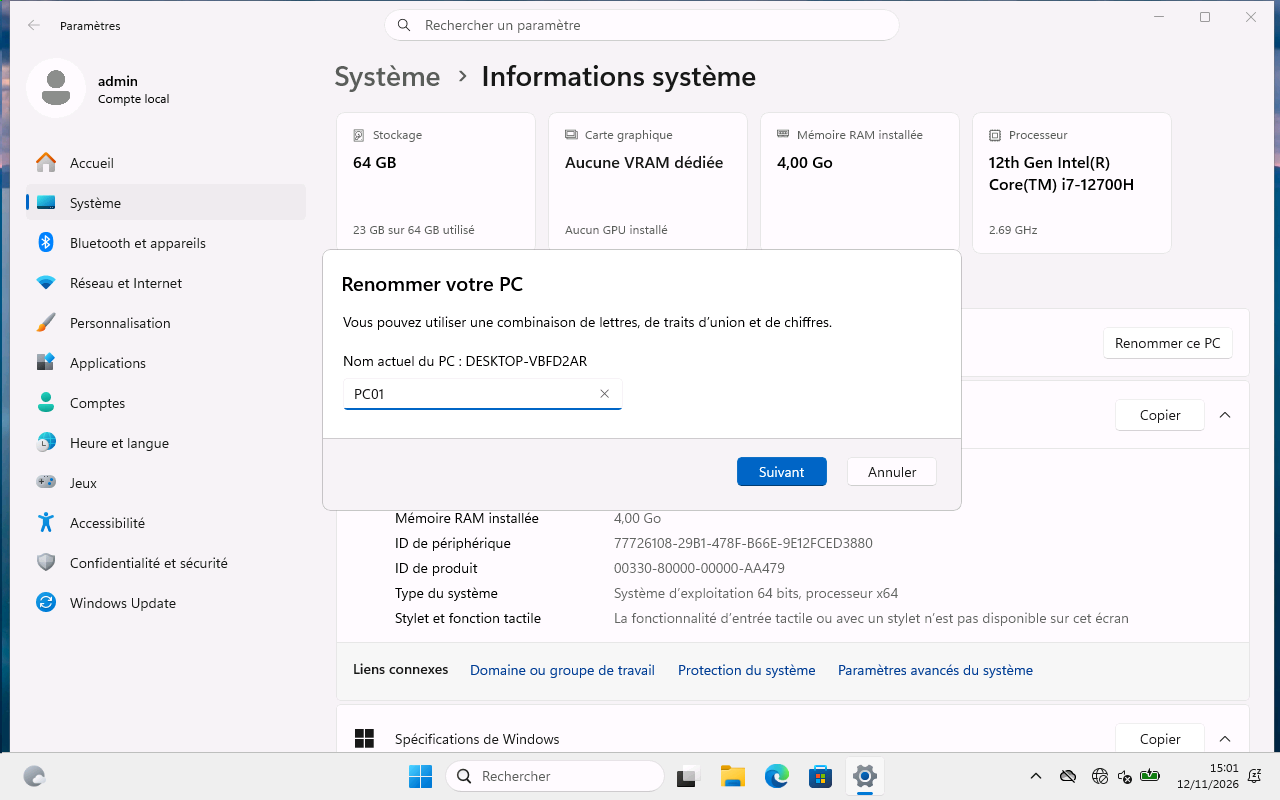 Paramètres
Rechercher un paramètre
admin
Compte local
Accueil
Système
Bluetooth et appareils
Réseau et Internet
Personnalisation
Applications
Comptes
Heure et langue
Jeux
Accessibilité
Confidentialité et sécurité
Windows Update
Système > Informations système
Stockage
64 GB
23 GB sur 64 GB utilisé
Carte graphique
Aucune VRAM dédiée
Aucun GPU installé
Mémoire RAM installée
4,00 Go
Processeur
12th Gen Intel(R)
Core(TM) i7-12700H
2.69 GHz
Renommer ce PC
Copier
Renommer votre PC
Vous pouvez utiliser une combinaison de lettres, de traits d’union et de chiffres.
Nom actuel du PC : DESKTOP-VBFD2AR
PC01
Suivant
Annuler
Mémoire RAM installée 4,00 Go
ID de périphérique 77726108-29B1-478F-B66E-9E12FCED3880
ID de produit 00330-80000-00000-AA479
Type du système Système d’exploitation 64 bits, processeur x64
Stylet et fonction tactile La fonctionnalité d’entrée tactile ou avec un stylet n’est pas disponible sur cet écran
Liens connexes Domaine ou groupe de travail Protection du système Paramètres avancés du système
Spécifications de Windows
Copier
Rechercher
15:01
12/11/2026